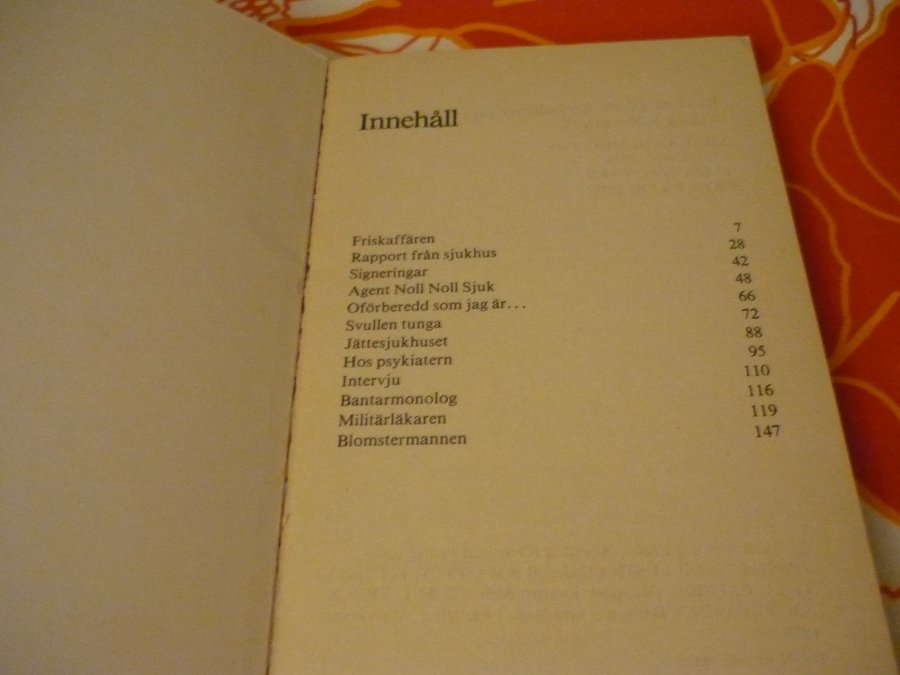 Innehåll
Friskaffären 7
Rapport från sjukhus 28
Signeringar 42
Agent Noll Noll Sjuk 48
Oförberedd som jag är... 66
Svullen tunga 72
Jättesjukhuset 88
Hos psykiatern 95
Intervju 110
Bantarmonolog 116
Militärläkaren 119
Blomstermannen 147